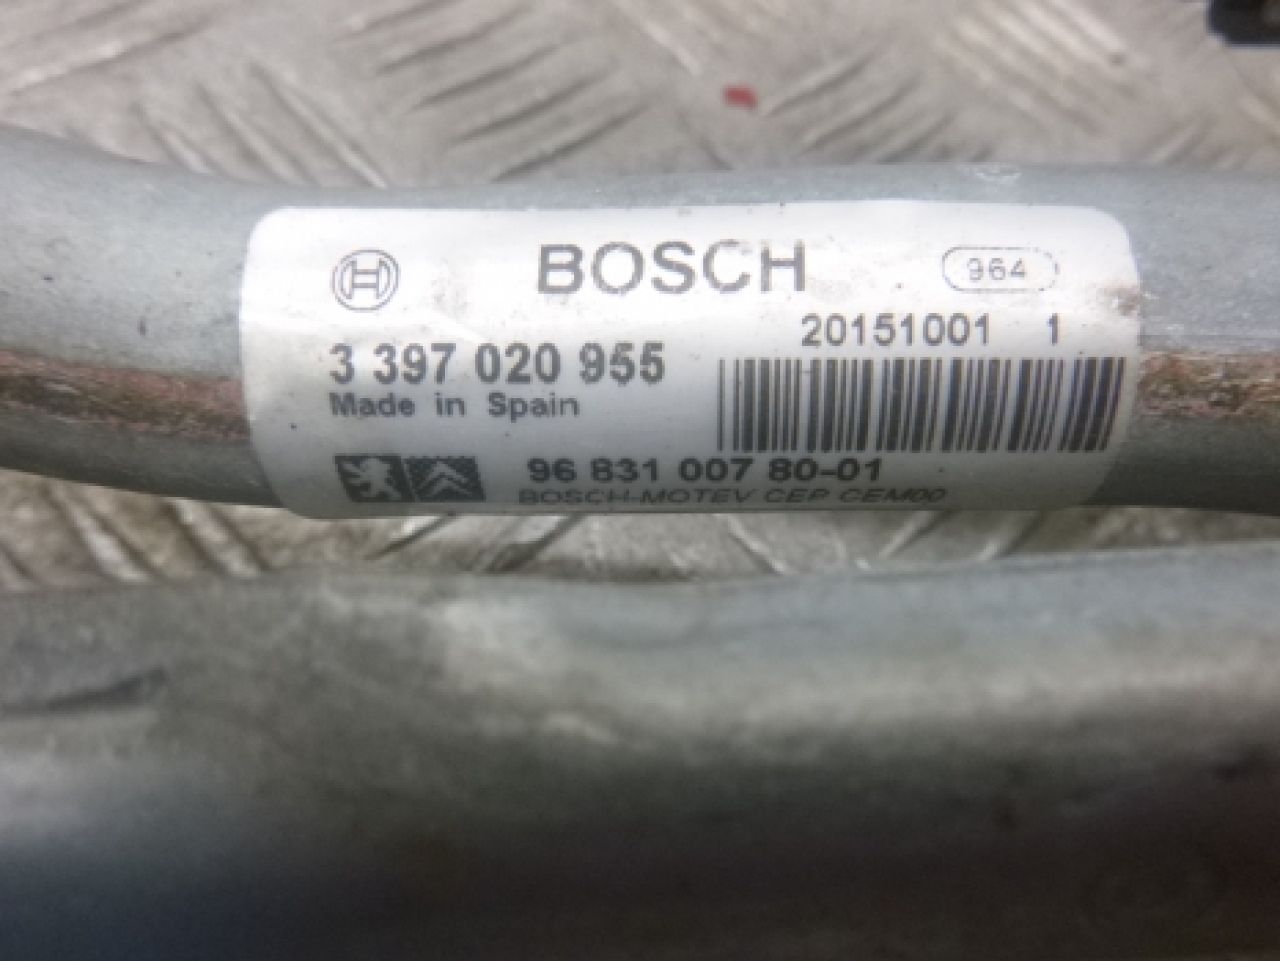 BOSCH 964
20151001 1
3 397 020 955
Made in Spain
96 831 007 80-01
BOSCH-MOTEV CEP CEM00